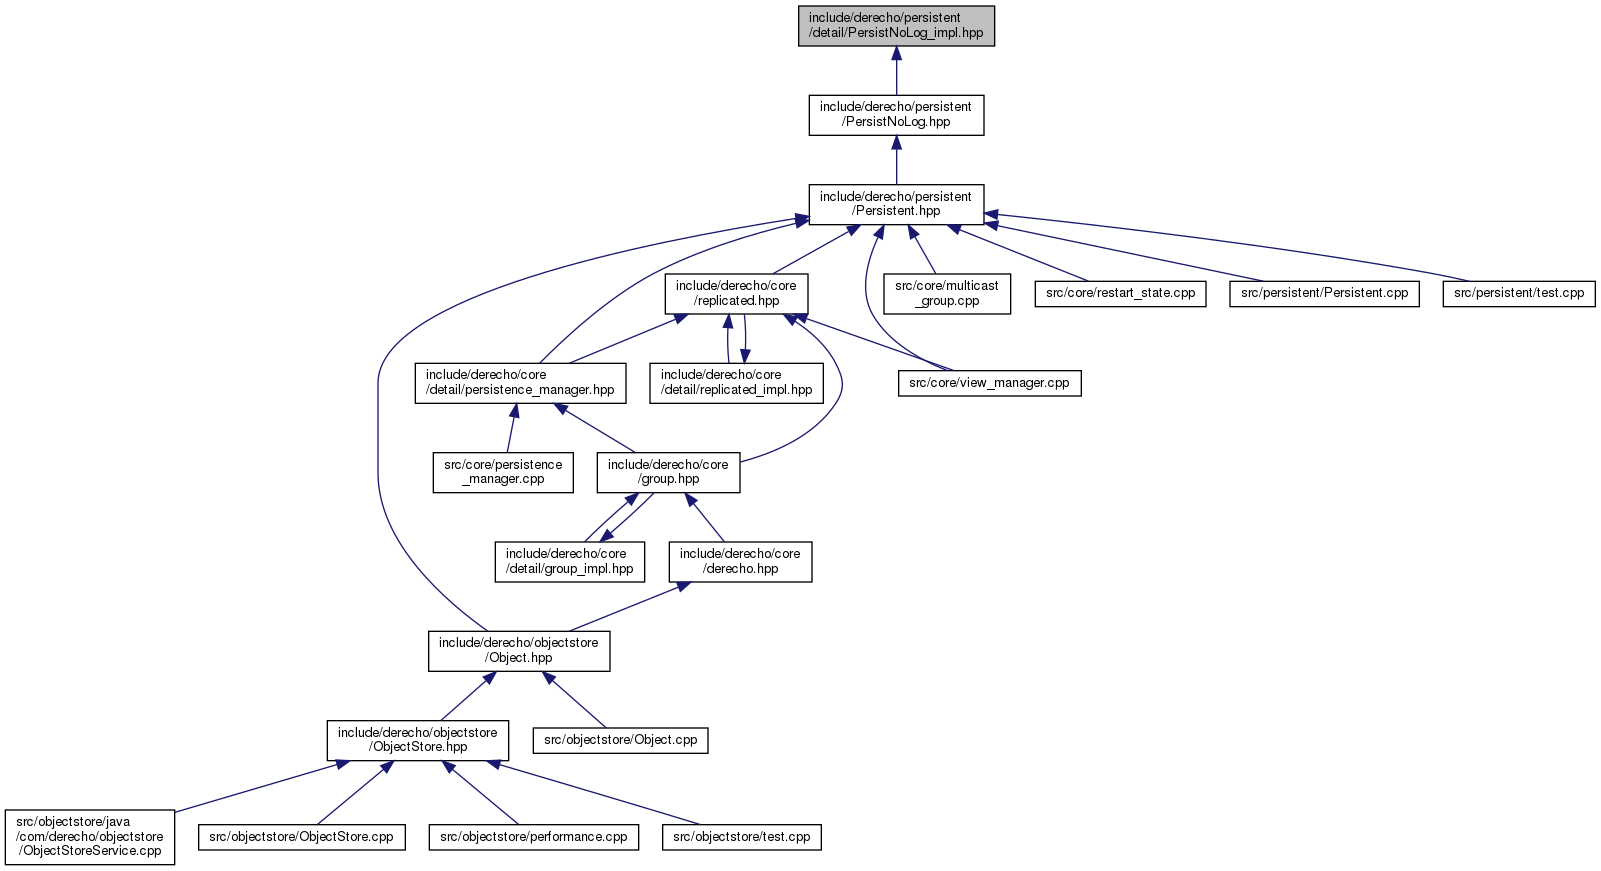 include/derecho/persistent
/detail/PersistNoLog_impl.hpp
include/derecho/persistent
/PersistNoLog.hpp
include/derecho/persistent
/Persistent.hpp
include/derecho/core
/replicated.hpp
src/core/multicast
_group.cpp
src/core/restart_state.cpp
src/persistent/Persistent.cpp
src/persistent/test.cpp
include/derecho/core
/detail/persistence_manager.hpp
include/derecho/core
/detail/replicated_impl.hpp
src/core/view_manager.cpp
src/core/persistence
_manager.cpp
include/derecho/core
/group.hpp
include/derecho/core
/detail/group_impl.hpp
include/derecho/core
/derecho.hpp
include/derecho/objectstore
/Object.hpp
include/derecho/objectstore
/ObjectStore.hpp
src/objectstore/Object.cpp
src/objectstore/java
/com/derecho/objectstore
/ObjectStoreService.cpp
src/objectstore/ObjectStore.cpp
src/objectstore/performance.cpp
src/objectstore/test.cpp